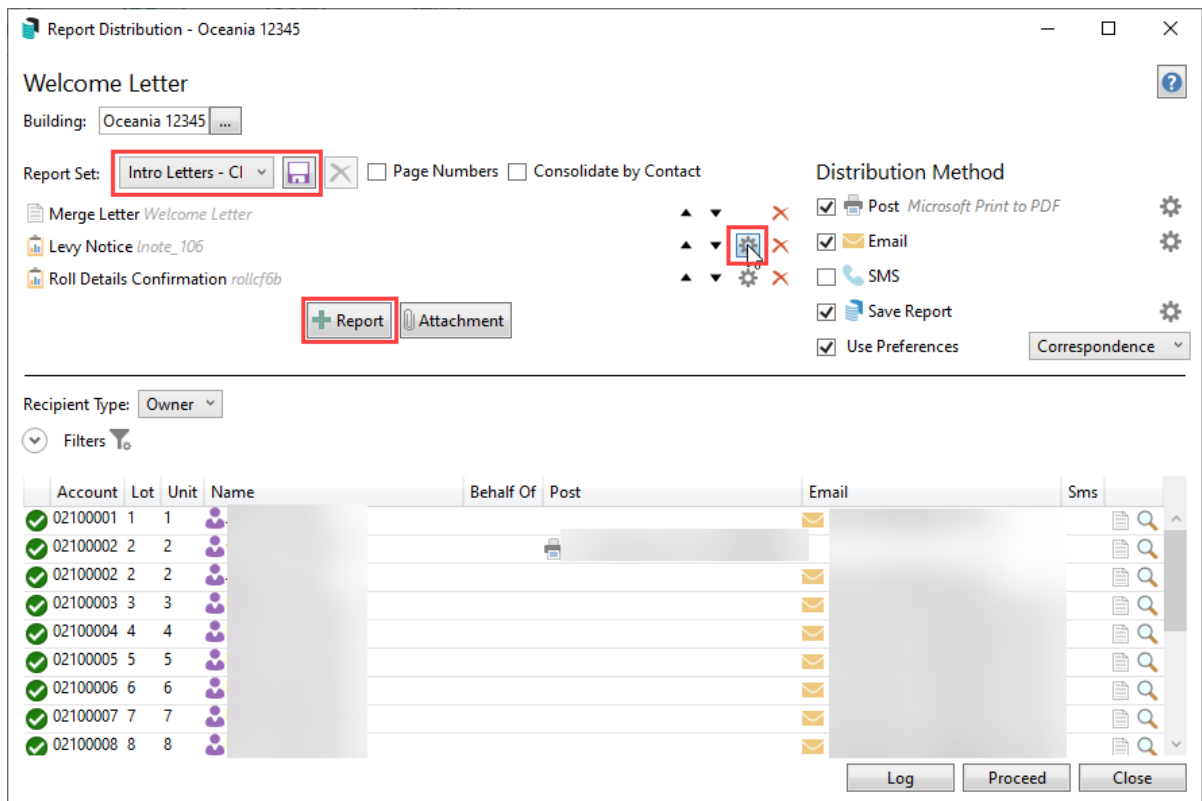 Report Distribution - Oceania 12345
Welcome Letter
Building: Oceania 12345 ...
Report Set: Intro Letters - Cl Page Numbers Consolidate by Contact
Distribution Method
Merge Letter Welcome Letter
Post Microsoft Print to PDF
Levy Notice lnote_106
Email
Roll Details Confirmation rollcf6b
SMS
Report Attachment
Save Report
Use Preferences Correspondence
Recipient Type: Owner
Filters
Account Lot Unit Name Behalf Of Post Email Sms
02100001 1 1
02100002 2 2
02100002 2 2
02100003 3 3
02100004 4 4
02100005 5 5
02100006 6 6
02100007 7 7
02100008 8 8
Log Proceed Close